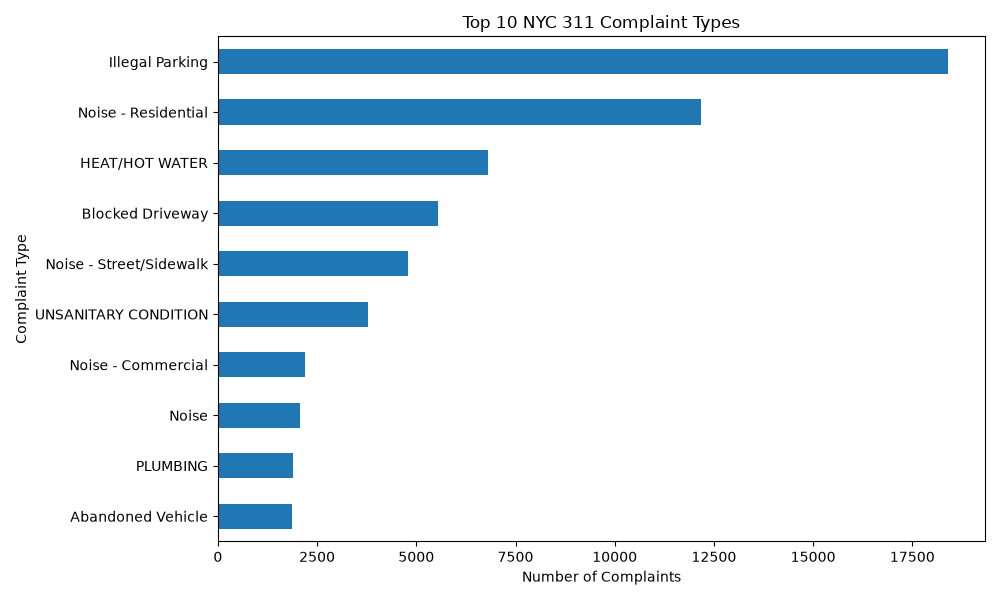 Top 10 NYC 311 Complaint Types
Complaint Type
Illegal Parking
Noise - Residential
HEAT/HOT WATER
Blocked Driveway
Noise - Street/Sidewalk
UNSANITARY CONDITION
Noise - Commercial
Noise
PLUMBING
Abandoned Vehicle
0 2500 5000 7500 10000 12500 15000 17500
Number of Complaints